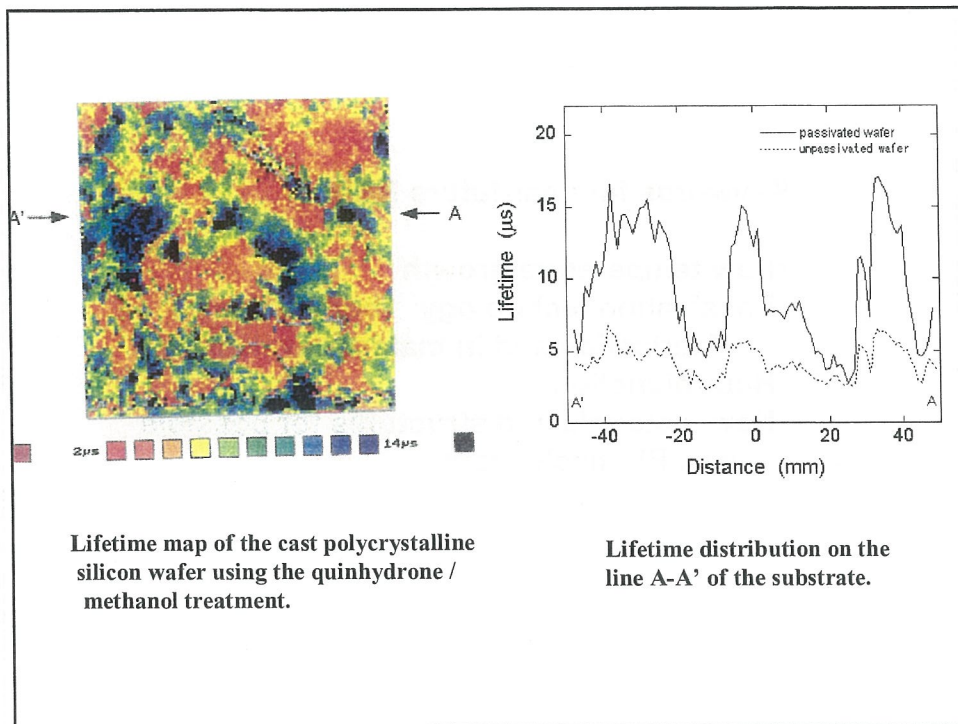 A'
A
2µs
14µs
Lifetime map of the cast polycrystalline
silicon wafer using the quinhydrone /
methanol treatment.
20
15
10
5
0
Lifetime (µs)
passivated wafer
unpassivated wafer
A'
A
-40
-20
0
20
40
Distance (mm)
Lifetime distribution on the
line A-A’ of the substrate.